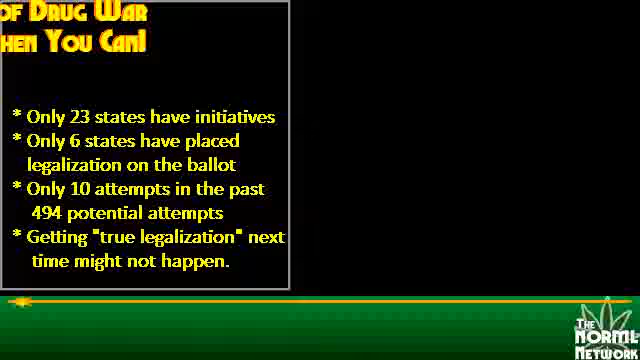 OF DRUG WAR
HEN YOU CAN!
* Only 23 states have initiatives
* Only 6 states have placed
legalization on the ballot
* Only 10 attempts in the past
494 potential attempts
* Getting "true legalization" next
time might not happen.
THE
NORML
NETWORK